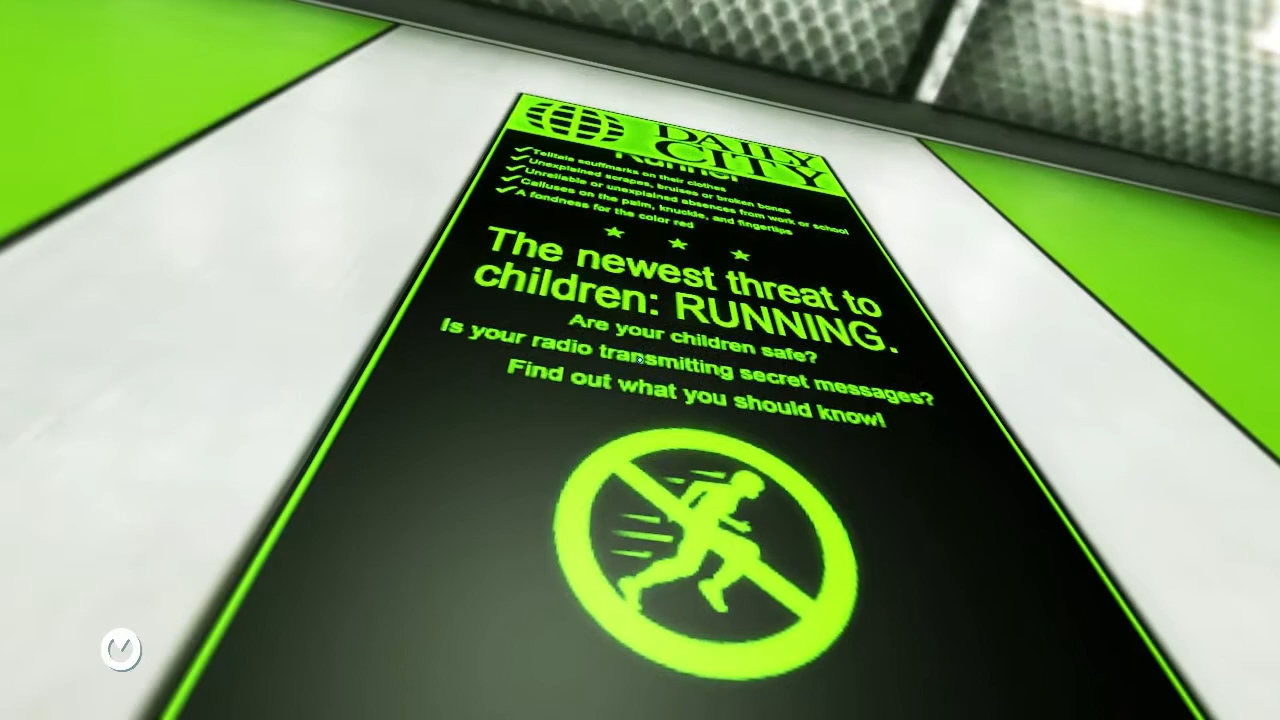 DAILY
CITY
Runner
Telltale scuffmarks on their clothes
Unexplained scrapes, bruises or broken bones
Unreliable or unexplained absences from work or school
Calluses on the palm, knuckle, and fingertips
A fondness for the color red
The newest threat to
children: RUNNING.
Are your children safe?
Is your radio transmitting secret messages?
Find out what you should know!